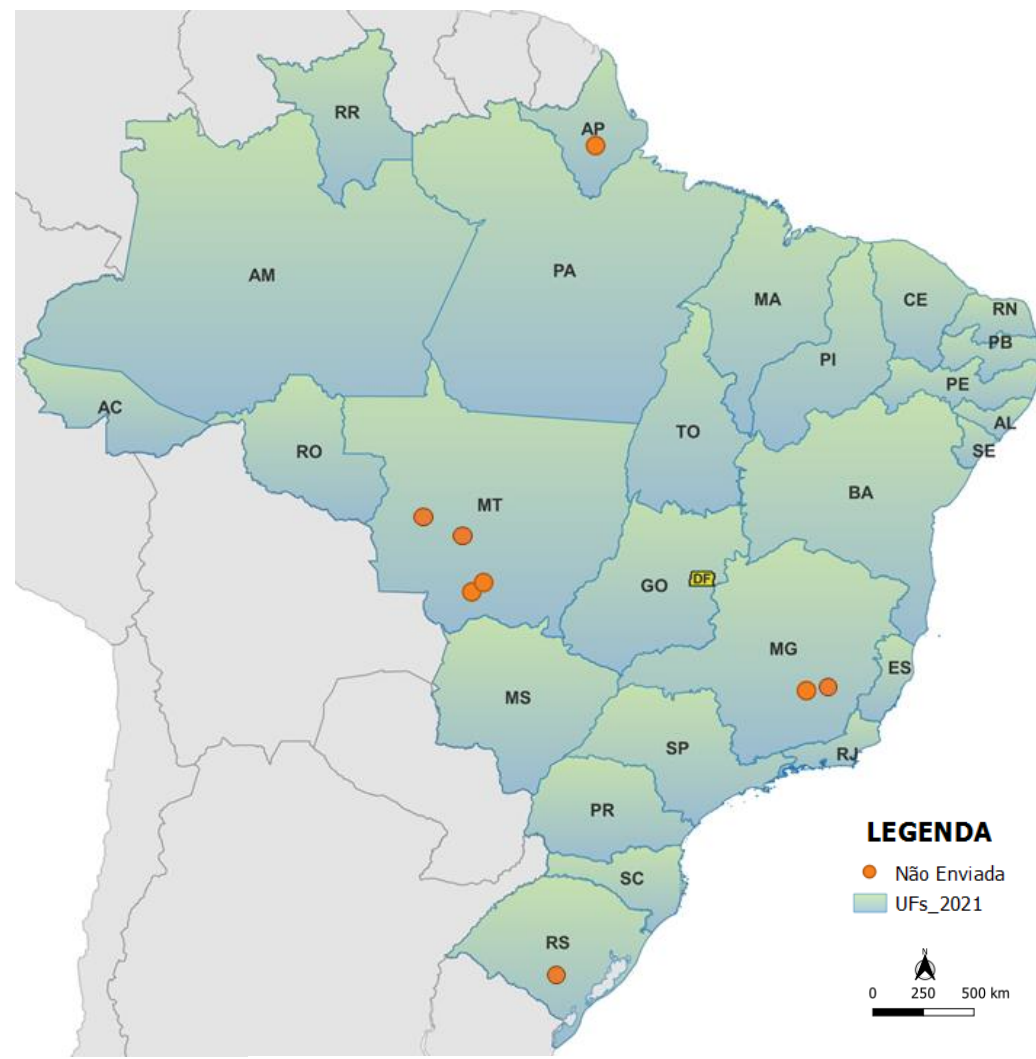 RR
AP
AM
PA
MA
CE
RN
PB
PI
PE
AC
AL
TO
RO
SE
BA
MT
DF
GO
MG
ES
MS
SP
RJ
PR
SC
RS
LEGENDA
Não Enviada
UFs_2021
N
0 250 500 km